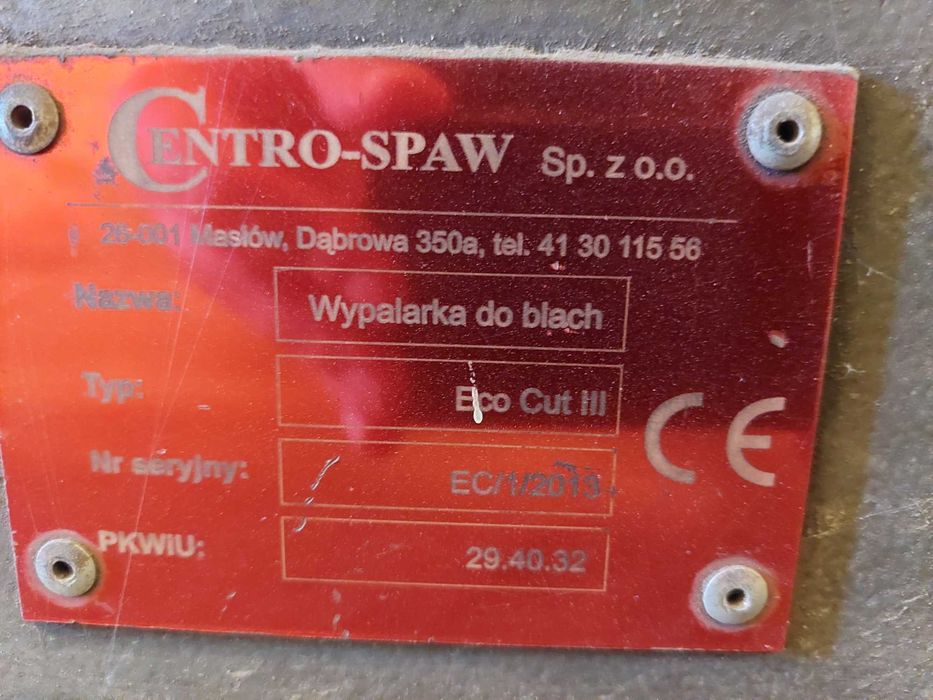 CENTRO-SPAW Sp. z o.o.
26-001 Masłów, Dąbrowa 350a, tel. 41 30 115 56
Nazwa: Wypalarka do blach
Typ: Eco Cut III
Nr seryjny: EC/1/2013
PKWiU: 29.40.32
CE